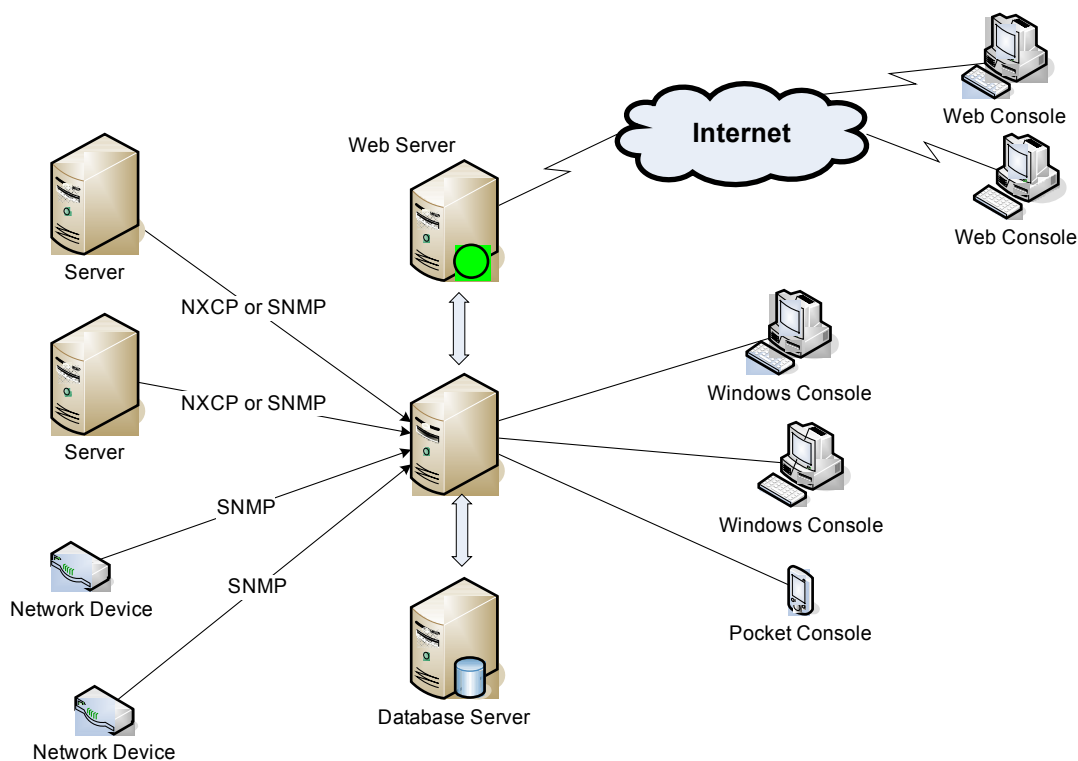 Web Console
Internet
Web Server
Web Console
Server
NXCP or SNMP
Windows Console
NXCP or SNMP
Server
SNMP
Windows Console
SNMP
Network Device
Pocket Console
Database Server
Network Device